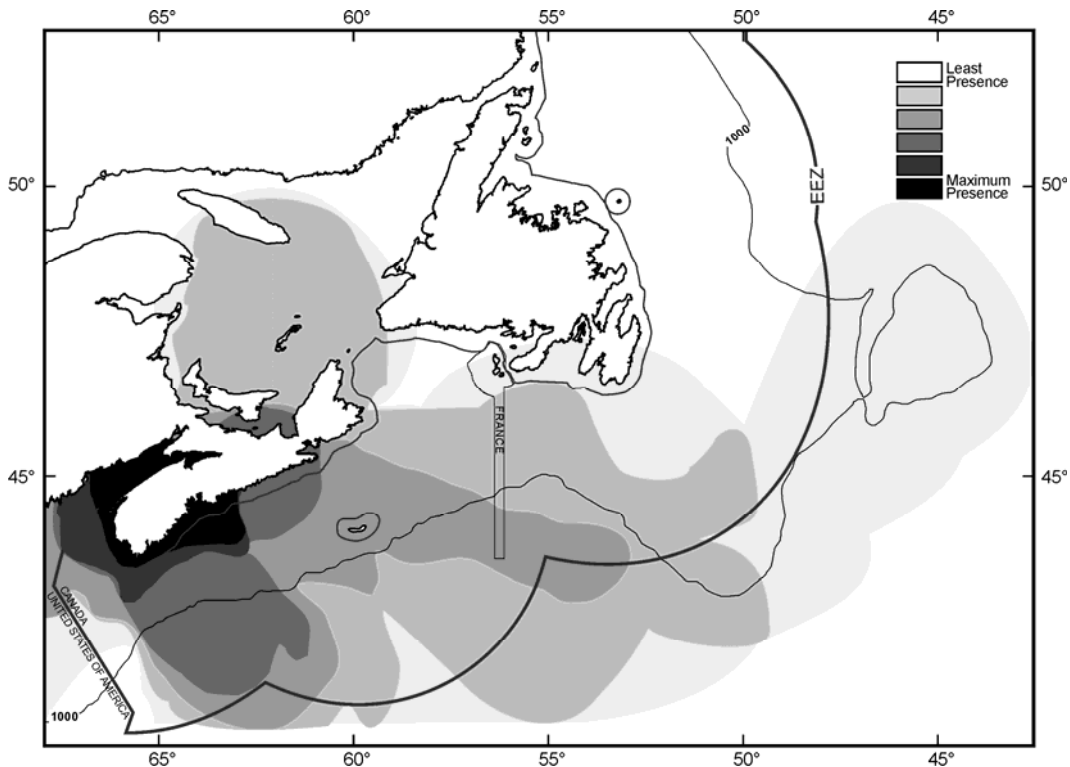 65° 60° 55° 50° 45°
Least
Presence
1000
50° EEZ Maximum 50°
Presence
FRANCE
45° 45°
CANADA
UNITED STATES OF AMERICA
1000
65° 60° 55° 50° 45°